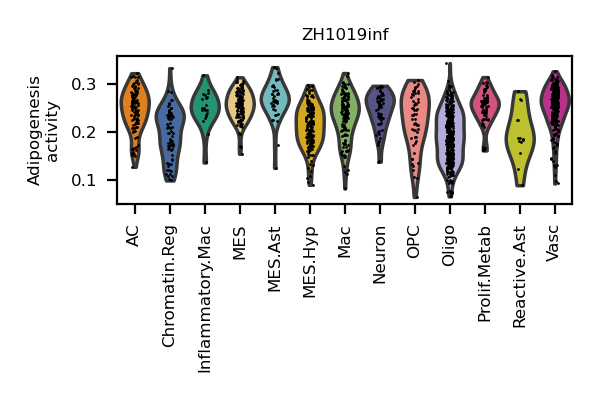 ZH1019inf
Adipogenesis
activity
0.3
0.2
0.1
AC
Chromatin.Reg
Inflammatory.Mac
MES
MES.Ast
MES.Hyp
Mac
Neuron
OPC
Oligo
Prolif.Metab
Reactive.Ast
Vasc